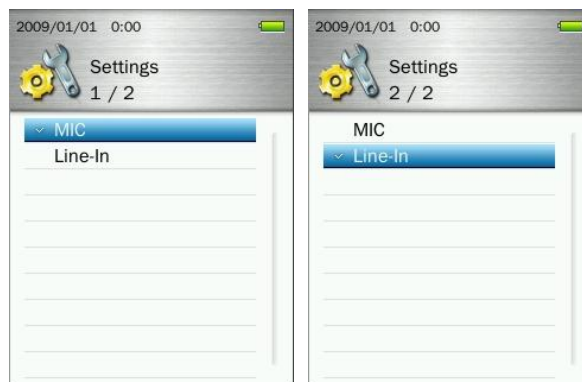 2009/01/01 0:00
Settings
1 / 2
MIC
Line-In
2009/01/01 0:00
Settings
2 / 2
MIC
Line-In